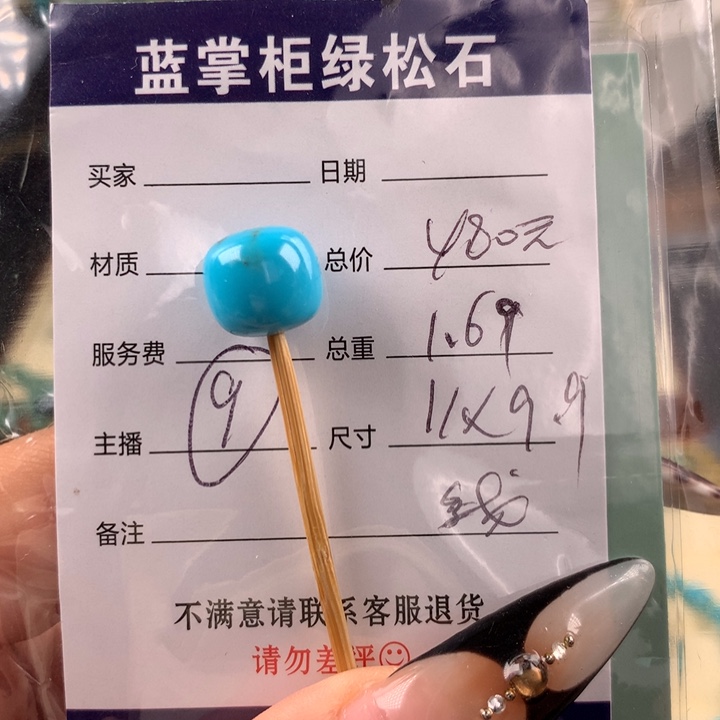 蓝掌柜绿松石
买家 日期
材质 总价 480元
服务费 总重 1.69
主播 9 尺寸 11×9.9
备注
不满意请联系客服退货
请勿差评